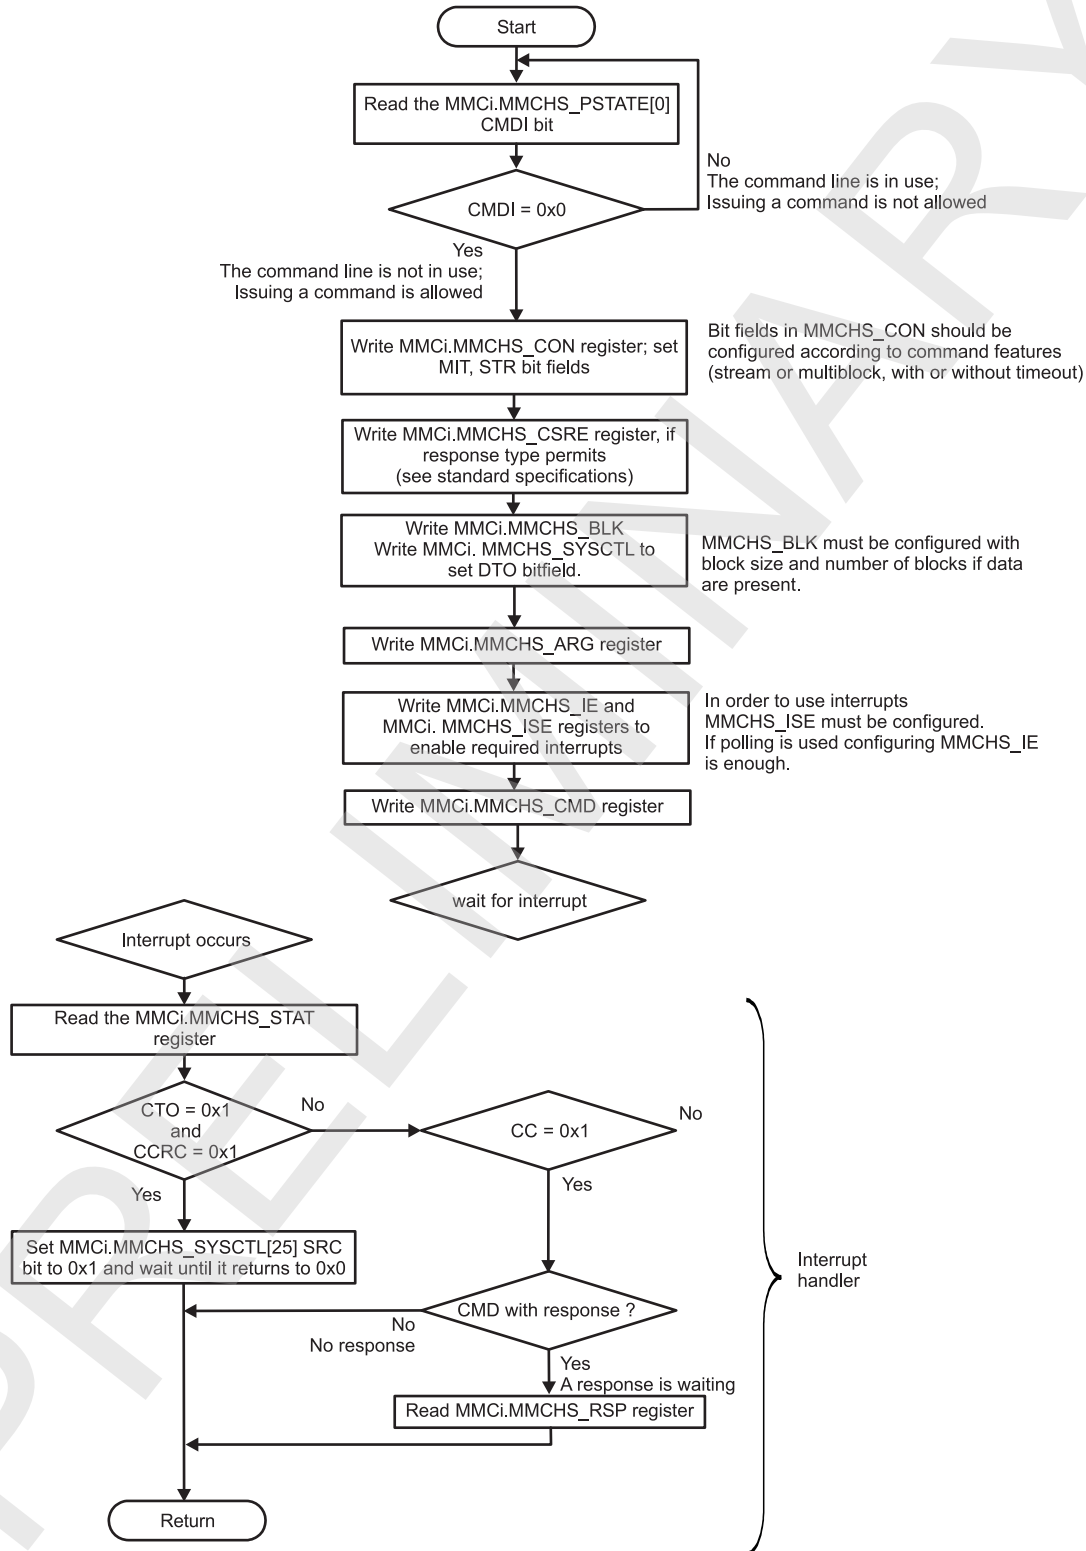 Start
Read the MMCi.MMCHS_PSTATE[0]
CMDI bit
No
The command line is in use;
Issuing a command is not allowed
CMDI = 0x0
Yes
The command line is not in use;
Issuing a command is allowed
Write MMCi.MMCHS_CON register; set
MIT, STR bit fields
Bit fields in MMCHS_CON should be
configured according to command features
(stream or multiblock, with or without timeout)
Write MMCi.MMCHS_CSRE register, if
response type permits
(see standard specifications)
Write MMCi.MMCHS_BLK
Write MMCi. MMCHS_SYSCTL to
set DTO bitfield.
MMCHS_BLK must be configured with
block size and number of blocks if data
are present.
Write MMCi.MMCHS_ARG register
Write MMCi.MMCHS_IE and
MMCi. MMCHS_ISE registers to
enable required interrupts
In order to use interrupts
MMCHS_ISE must be configured.
If polling is used configuring MMCHS_IE
is enough.
Write MMCi.MMCHS_CMD register
wait for interrupt
Interrupt occurs
Read the MMCi.MMCHS_STAT
register
CTO = 0x1
and
CCRC = 0x1
No
CC = 0x1
No
Yes
Yes
Set MMCi.MMCHS_SYSCTL[25] SRC
bit to 0x1 and wait until it returns to 0x0
Interrupt
handler
CMD with response ?
No
No response
Yes
A response is waiting
Read MMCi.MMCHS_RSP register
Return
PRELIMINARY